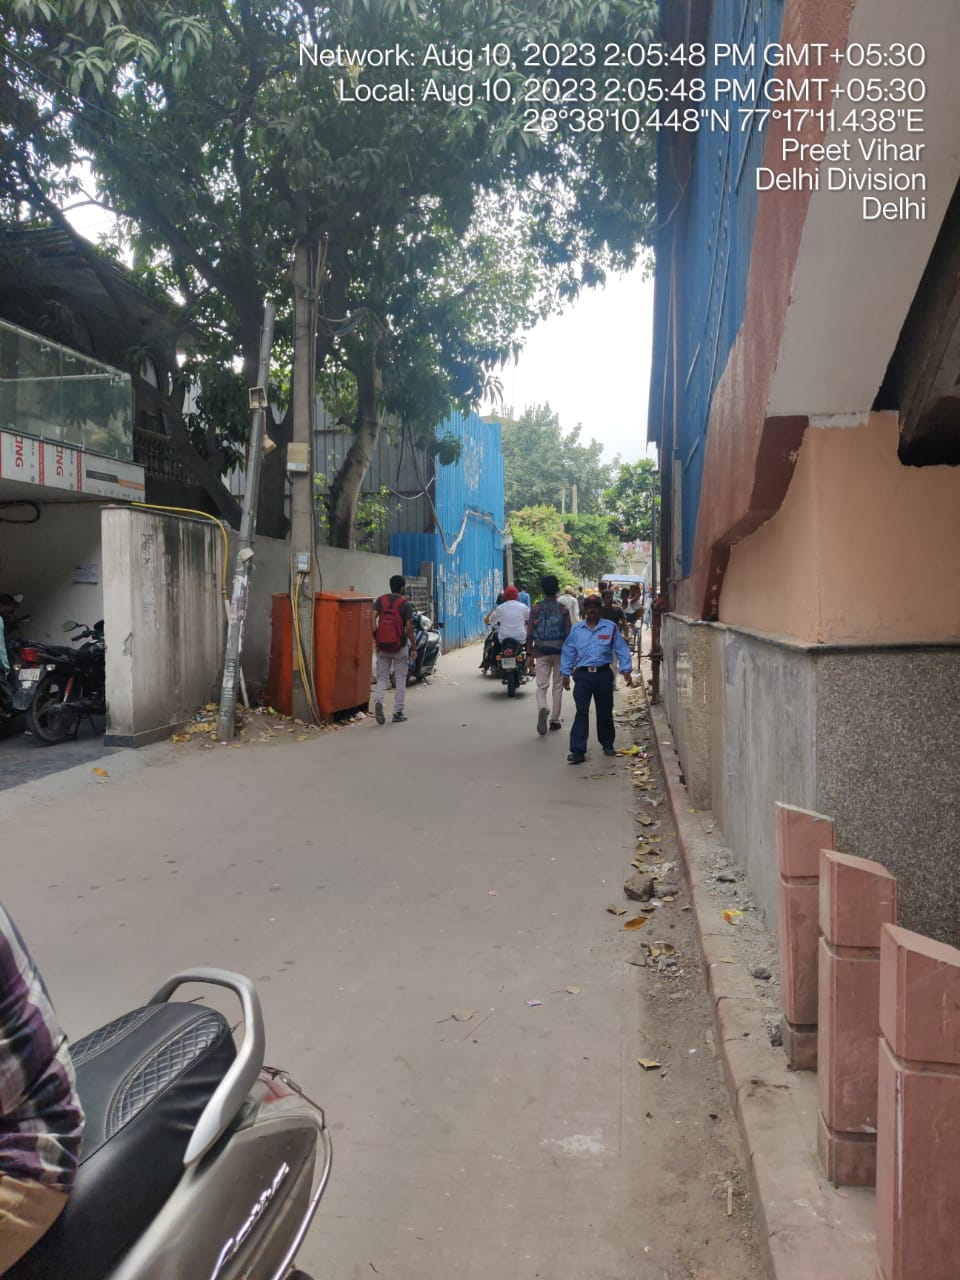 Network: Aug 10, 2023 2:05:48 PM GMT+05:30
Local: Aug 10, 2023 2:05:48 PM GMT+05:30
28°38'10.448"N 77°17'11.438"E
Preet Vihar
Delhi Division
Delhi